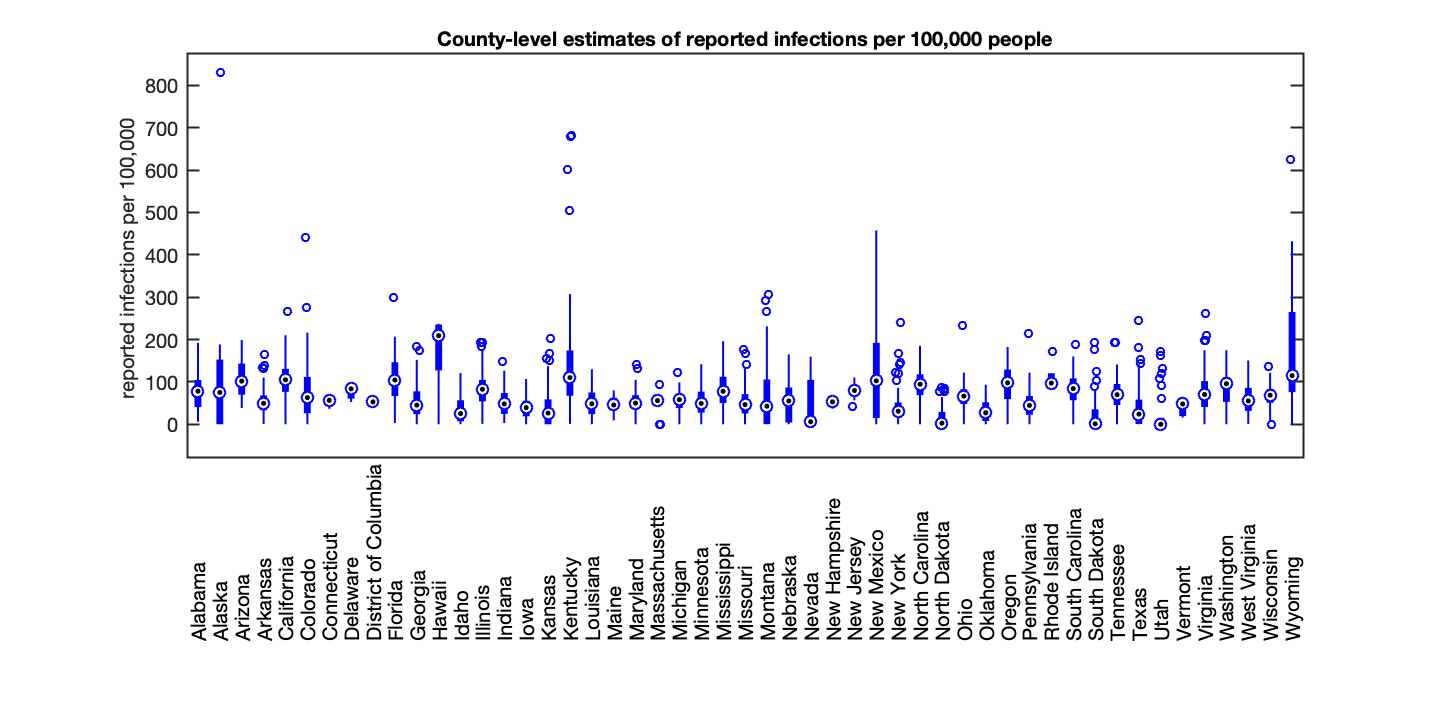 County-level estimates of reported infections per 100,000 people
reported infections per 100,000
800
700
600
500
400
300
200
100
0
Alabama
Alaska
Arizona
Arkansas
California
Colorado
Connecticut
Delaware
District of Columbia
Florida
Georgia
Hawaii
Idaho
Illinois
Indiana
Iowa
Kansas
Kentucky
Louisiana
Maine
Maryland
Massachusetts
Michigan
Minnesota
Mississippi
Missouri
Montana
Nebraska
Nevada
New Hampshire
New Jersey
New Mexico
New York
North Carolina
North Dakota
Ohio
Oklahoma
Oregon
Pennsylvania
Rhode Island
South Carolina
South Dakota
Tennessee
Texas
Utah
Vermont
Virginia
Washington
West Virginia
Wisconsin
Wyoming